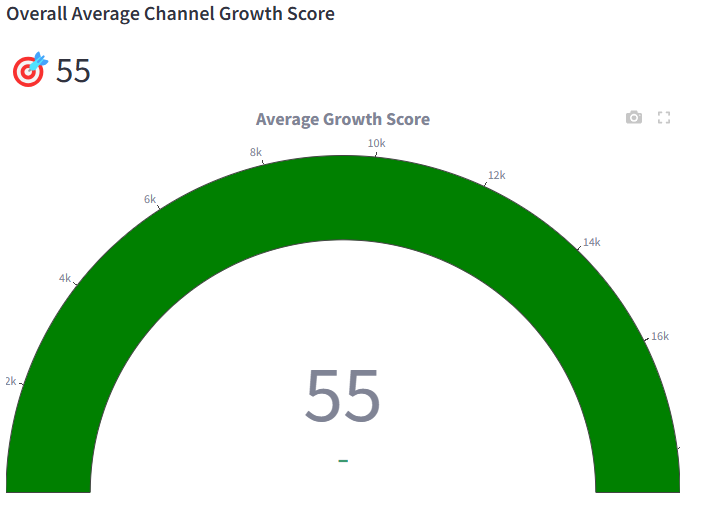 Overall Average Channel Growth Score
🎯 55
Average Growth Score
2k
4k
6k
8k
10k
12k
14k
16k
55
–